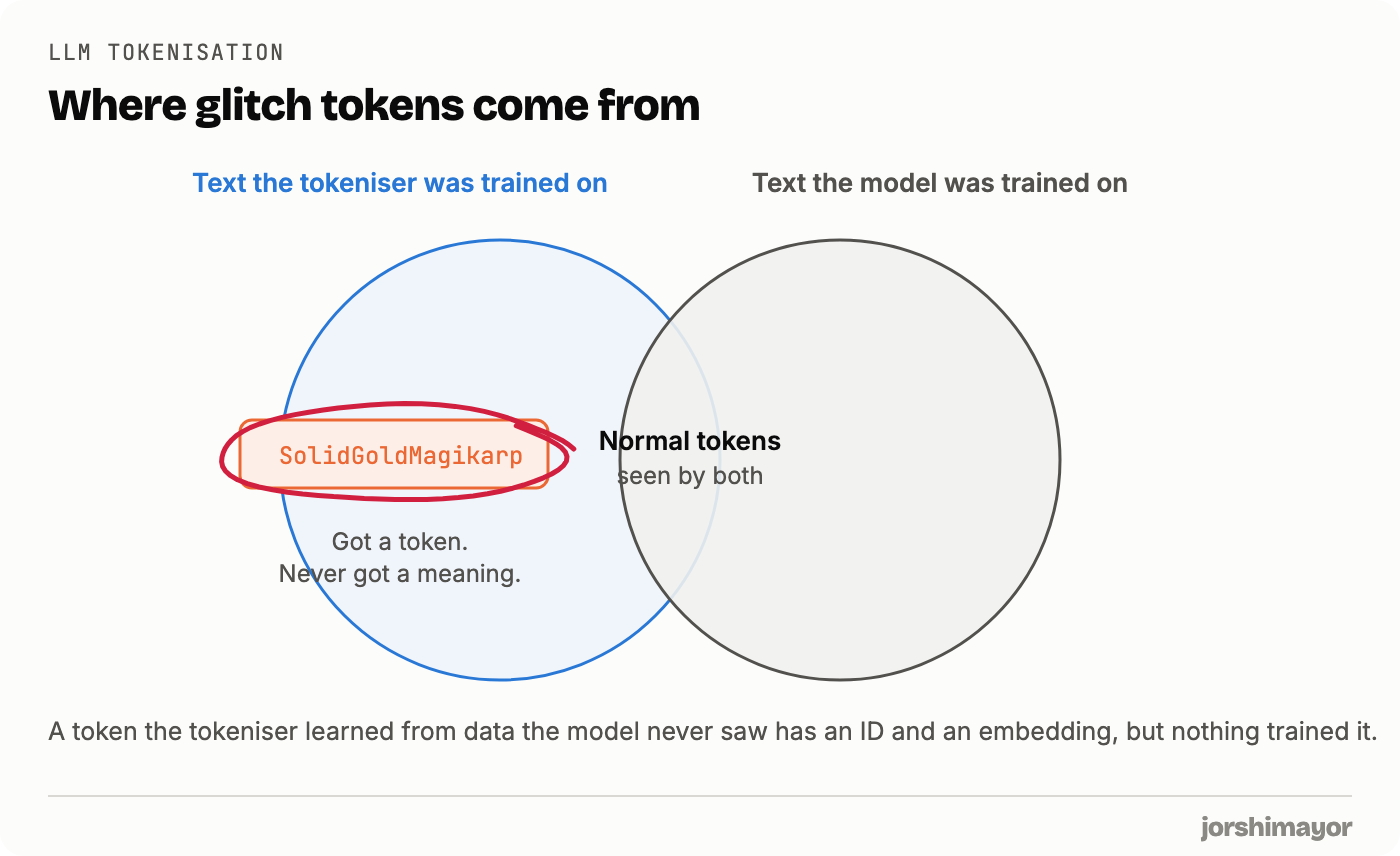 LLM TOKENISATION
Where glitch tokens come from
Text the tokeniser was trained on
Text the model was trained on
SolidGoldMagikarp
Normal tokens
seen by both
Got a token.
Never got a meaning.
A token the tokeniser learned from data the model never saw has an ID and an embedding, but nothing trained it.
jorshimayor